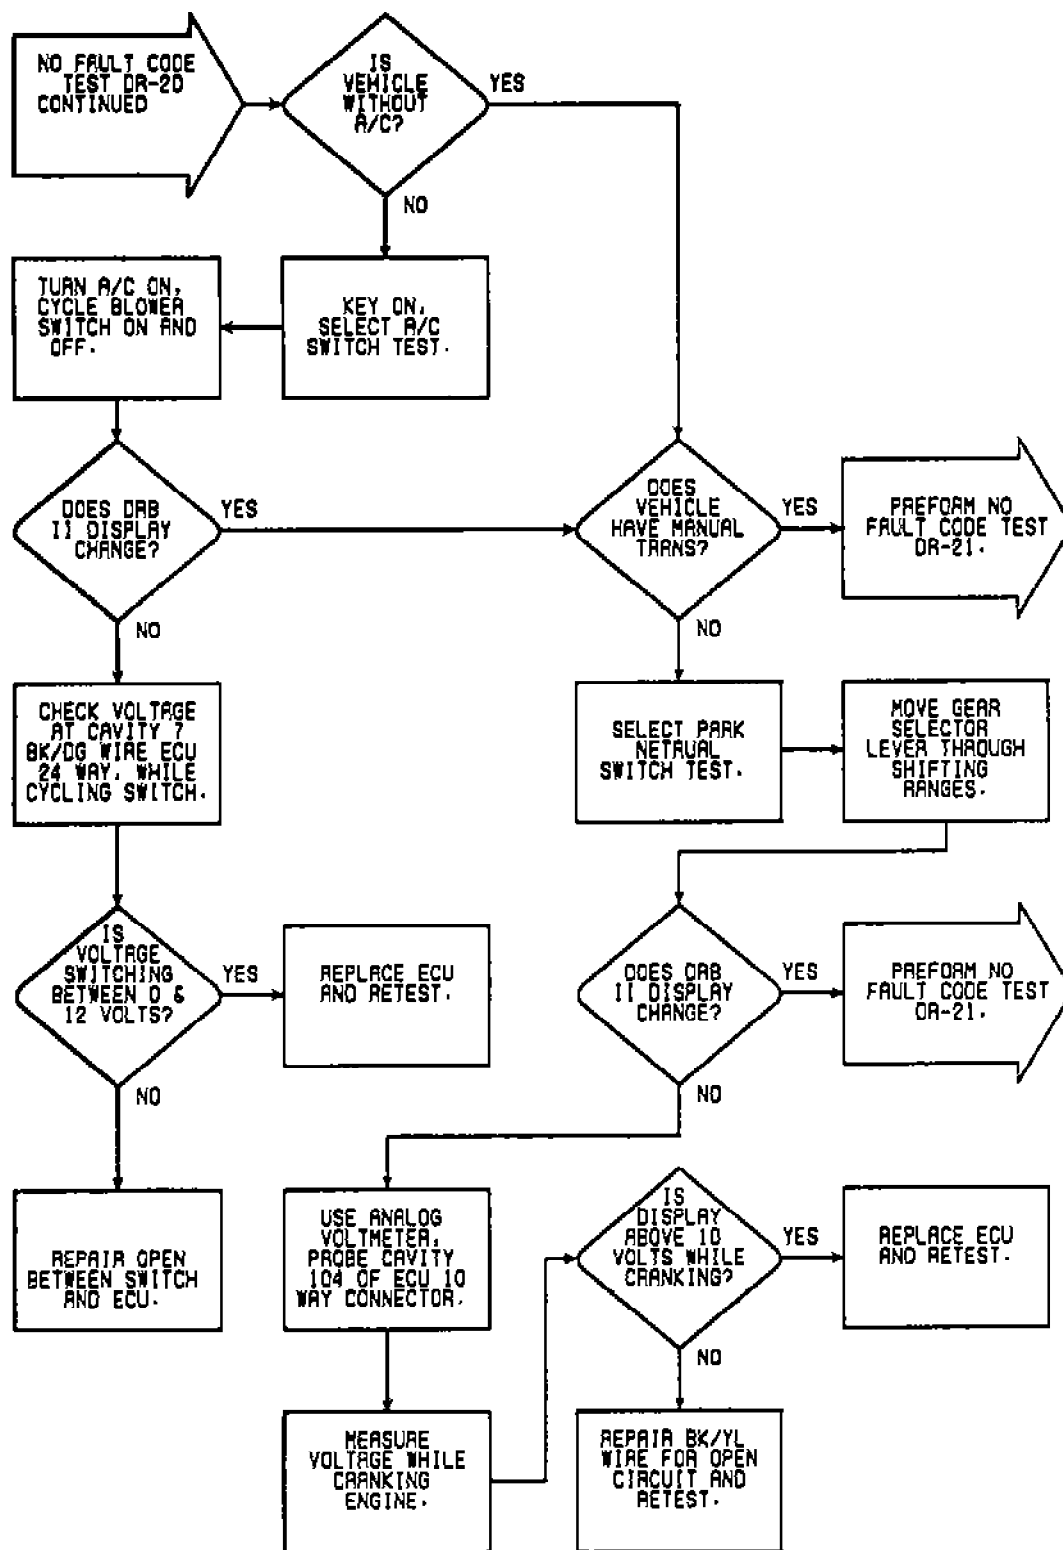 NO FAULT CODE
TEST DR-20
CONTINUED
IS
VEHICLE
WITHOUT
A/C?
YES
NO
TURN A/C ON,
CYCLE BLOWER
SWITCH ON AND
OFF.
KEY ON,
SELECT A/C
SWITCH TEST.
DOES DRB
II DISPLAY
CHANGE?
YES
NO
DOES
VEHICLE
HAVE MANUAL
TRANS?
YES
NO
PREFORM NO
FAULT CODE TEST
DR-21.
CHECK VOLTAGE
AT CAVITY 7
BK/DG WIRE ECU
24 WAY, WHILE
CYCLING SWITCH.
SELECT PARK
NETRUAL
SWITCH TEST.
MOVE GEAR
SELECTOR
LEVER THROUGH
SHIFTING
RANGES.
IS
VOLTAGE
SWITCHING
BETWEEN 0 &
12 VOLTS?
YES
NO
REPLACE ECU
AND RETEST.
DOES DRB
II DISPLAY
CHANGE?
YES
NO
PREFORM NO
FAULT CODE TEST
DR-21.
REPAIR OPEN
BETWEEN SWITCH
AND ECU.
USE ANALOG
VOLTMETER,
PROBE CAVITY
104 OF ECU 10
WAY CONNECTOR.
IS
DISPLAY
ABOVE 10
VOLTS WHILE
CRANKING?
YES
NO
REPLACE ECU
AND RETEST.
MEASURE
VOLTAGE WHILE
CRANKING
ENGINE.
REPAIR BK/YL
WIRE FOR OPEN
CIRCUIT AND
RETEST.